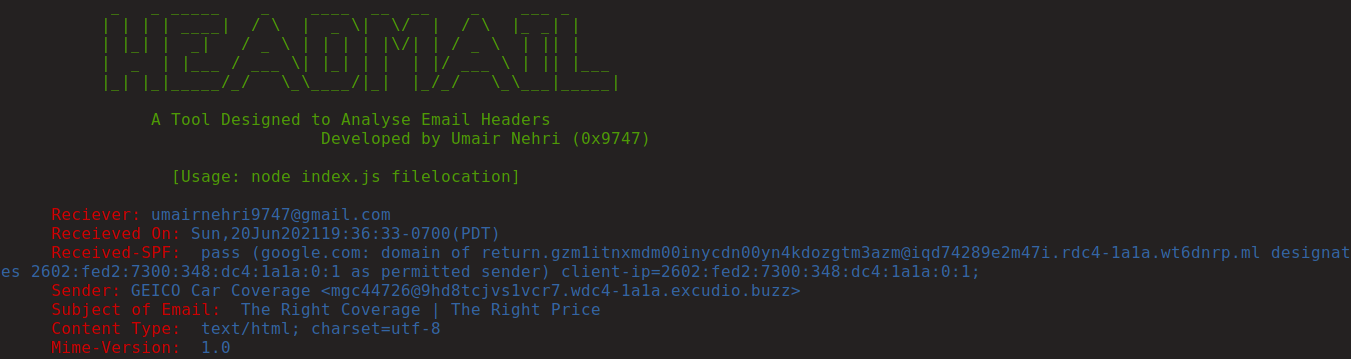 HEADMAIL
A Tool Designed to Analyse Email Headers
Developed by Umair Nehri (0x9747)
[Usage: node index.js filelocation]
Reciever: umairnehri9747@gmail.com
Receieved On: Sun,20Jun202119:36:33-0700(PDT)
Received-SPF:  pass (google.com: domain of return.gzm1itnxmdm00inycdn00yn4kdozgtm3azm@iqd74289e2m47i.rdc4-1a1a.wt6dnrp.ml designat
es 2602:fed2:7300:348:dc4:1a1a:0:1 as permitted sender) client-ip=2602:fed2:7300:348:dc4:1a1a:0:1;
Sender: GEICO Car Coverage <mgc44726@9hd8tcjvs1vcr7.wdc4-1a1a.excudio.buzz>
Subject of Email:  The Right Coverage | The Right Price
Content Type:  text/html; charset=utf-8
Mime-Version:  1.0